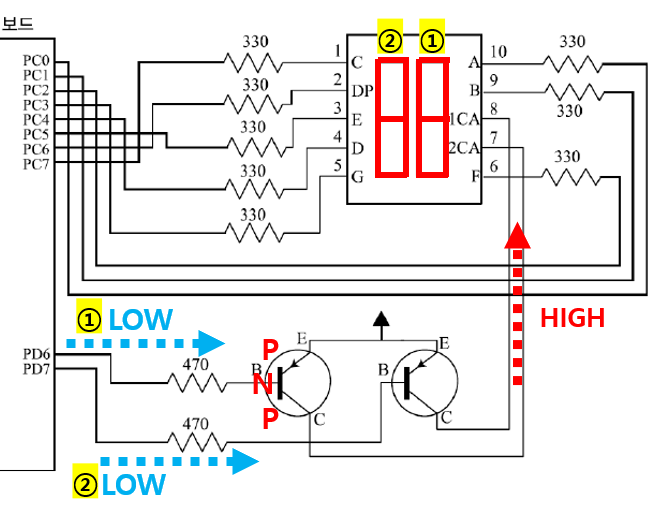 보드
PC0
PC1
PC2
PC3
PC4
PC5
PC6
PC7
330
330
330
330
330
② ①
1 C
2 DP
3 E
4 D
5 G
A 10
B 9
1CA 8
2CA 7
F 6
330
330
330
① LOW
HIGH
PD6
PD7
470
470
② LOW
P
N
P
B
E
C
B
E
C